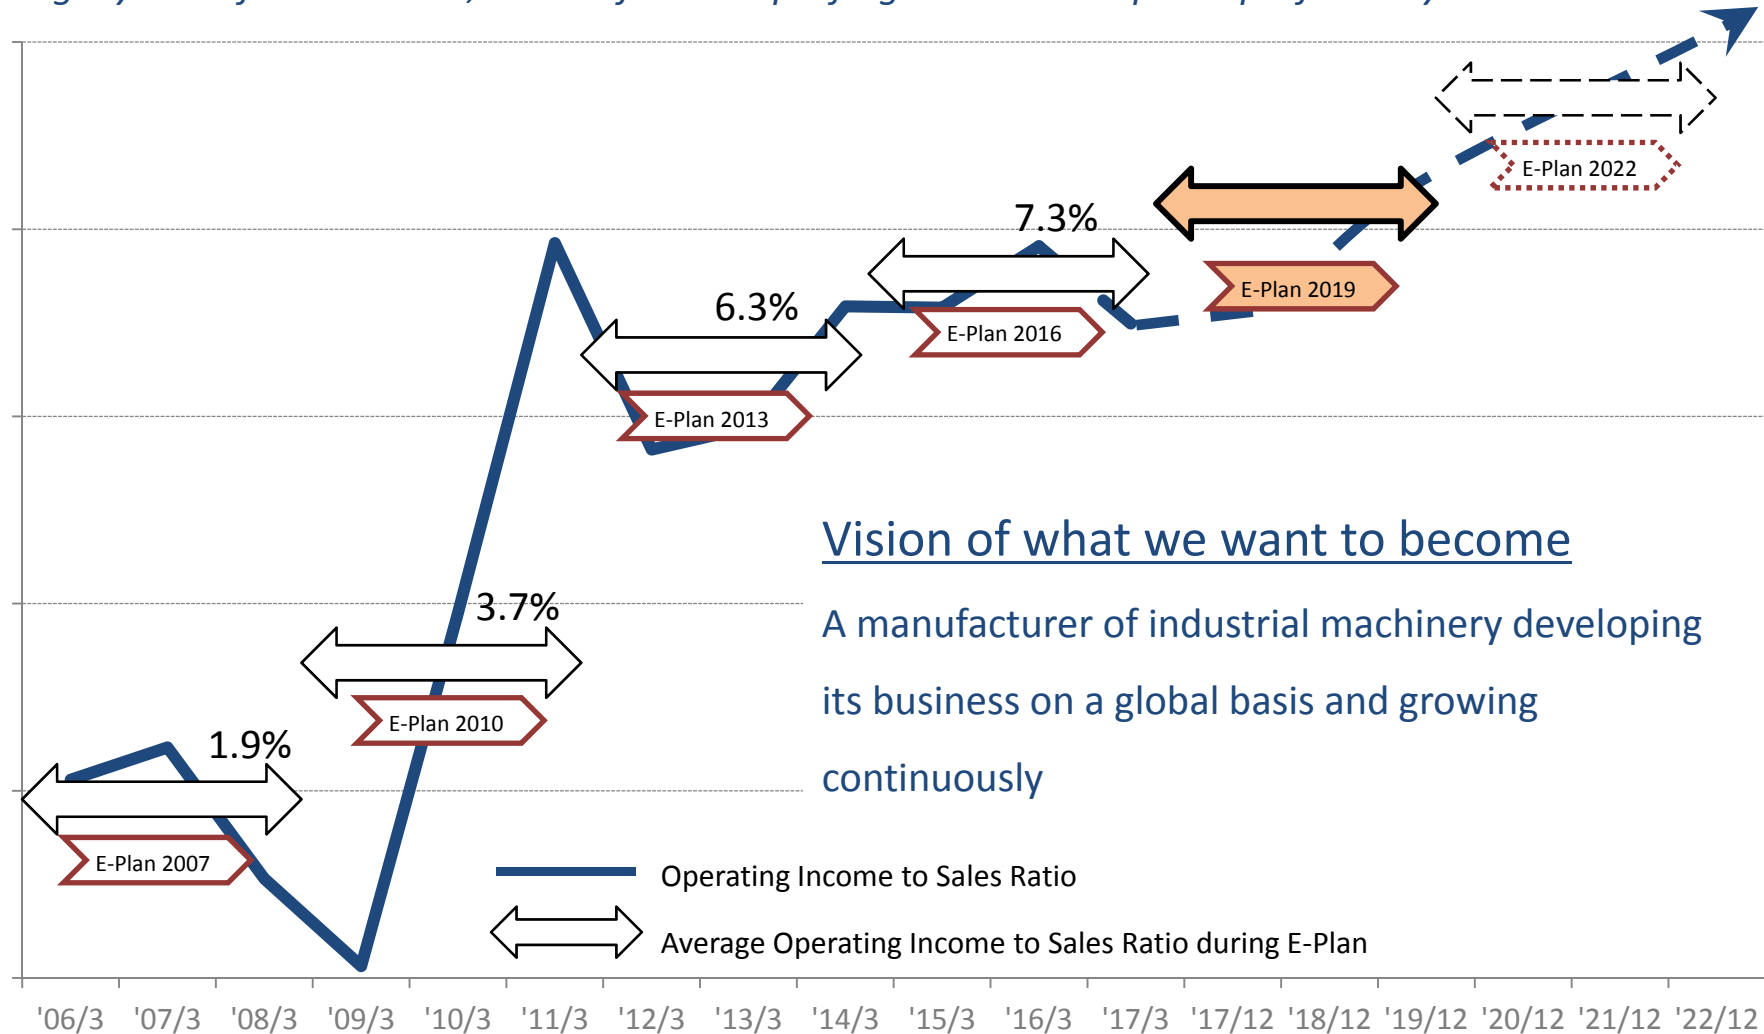 7.3%
6.3%
3.7%
1.9%
E-Plan 2022
E-Plan 2019
E-Plan 2016
E-Plan 2013
E-Plan 2010
E-Plan 2007
Vision of what we want to become
A manufacturer of industrial machinery developing
its business on a global basis and growing
continuously
Operating Income to Sales Ratio
Average Operating Income to Sales Ratio during E-Plan
'06/3 '07/3 '08/3 '09/3 '10/3 '11/3 '12/3 '13/3 '14/3 '15/3 '16/3 '17/3 '17/12 '18/12 '19/12 '20/12 '21/12 '22/12